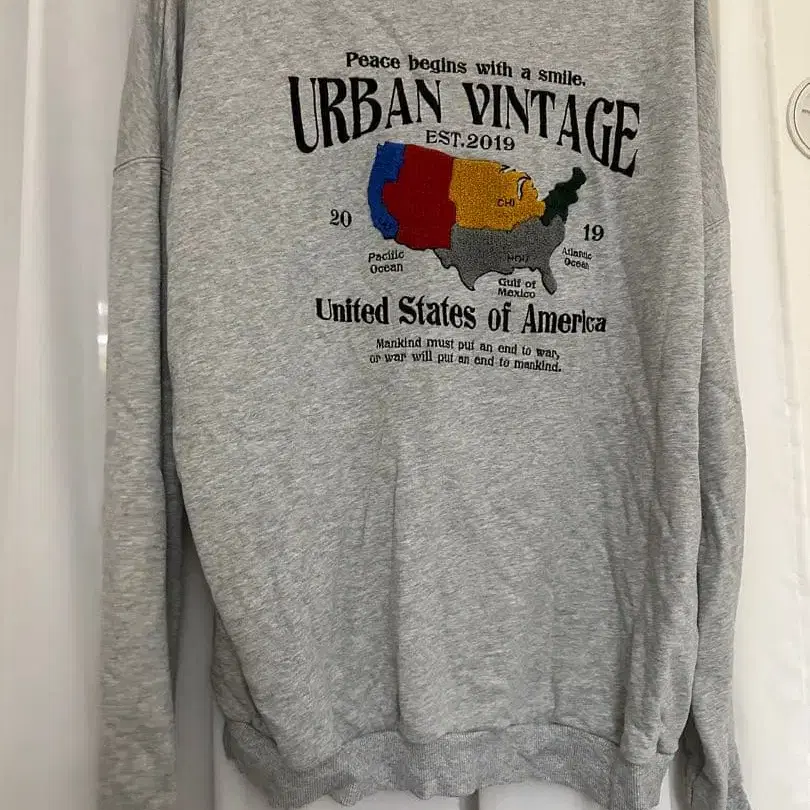 Peace begins with a smile.
URBAN VINTAGE
EST.2019
CHI
20
19
Pacific
Ocean
HOU
Atlantic
Ocean
Gulf of
Mexico
United States of America
Mankind must put an end to war,
or war will put an end to mankind.